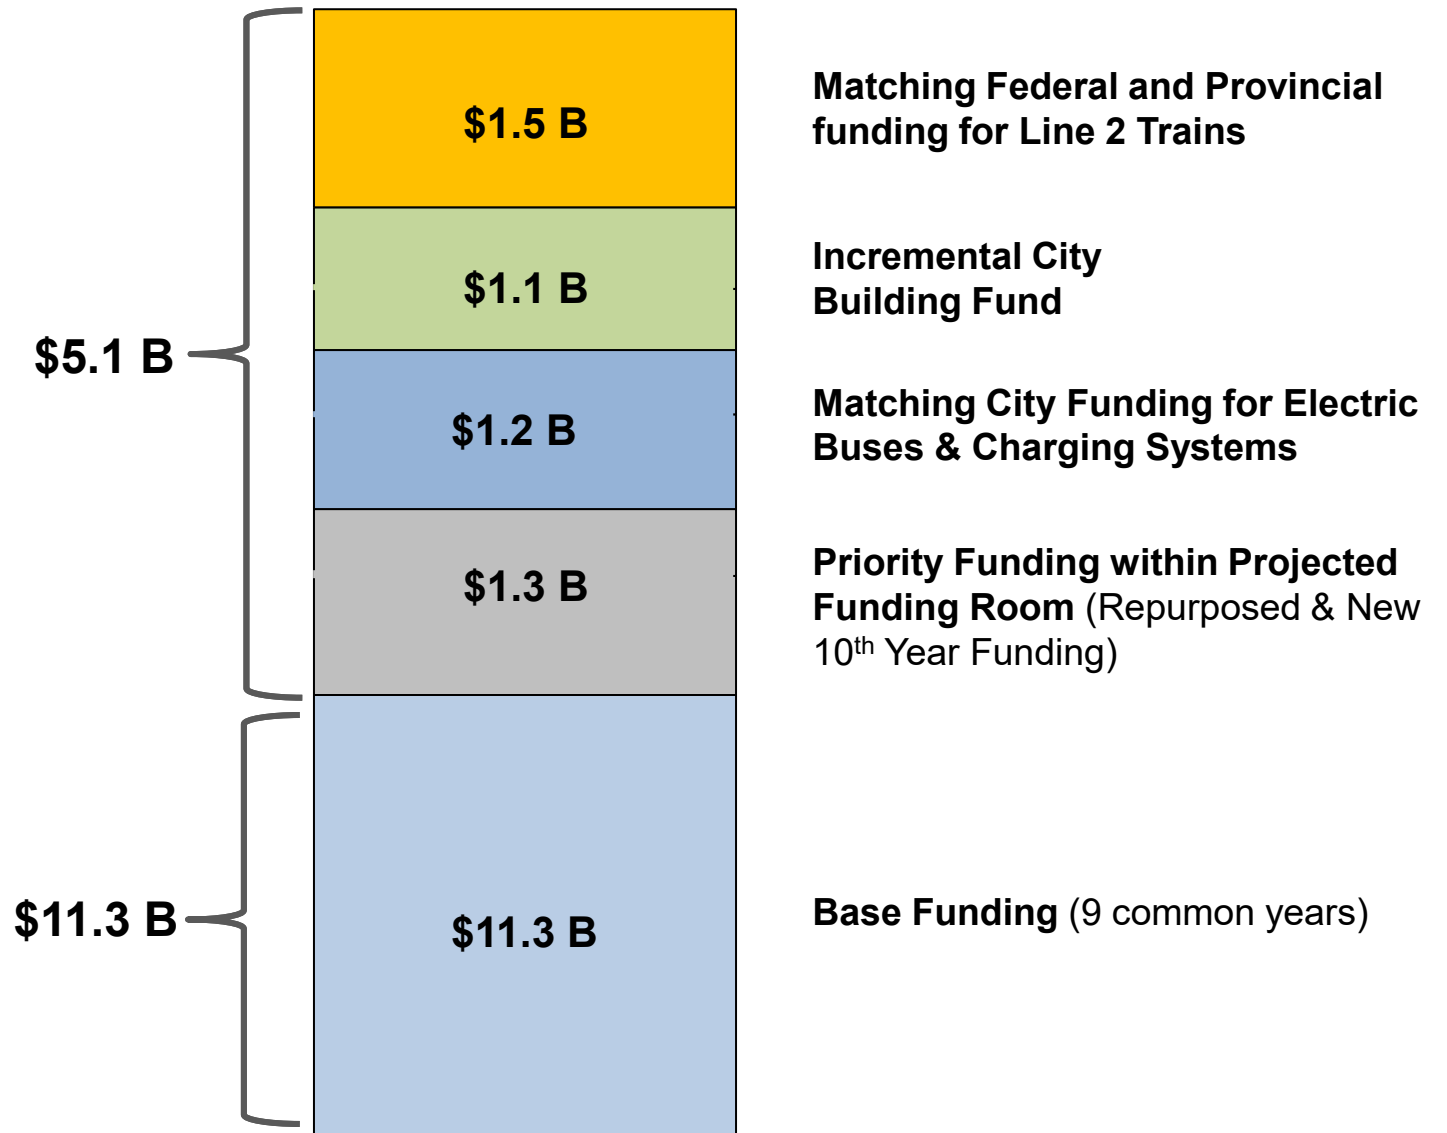 $1.5 B
Matching Federal and Provincial
funding for Line 2 Trains
$1.1 B
Incremental City
Building Fund
$5.1 B
$1.2 B
Matching City Funding for Electric
Buses & Charging Systems
$1.3 B
Priority Funding within Projected
Funding Room (Repurposed & New
10th Year Funding)
$11.3 B
$11.3 B
Base Funding (9 common years)